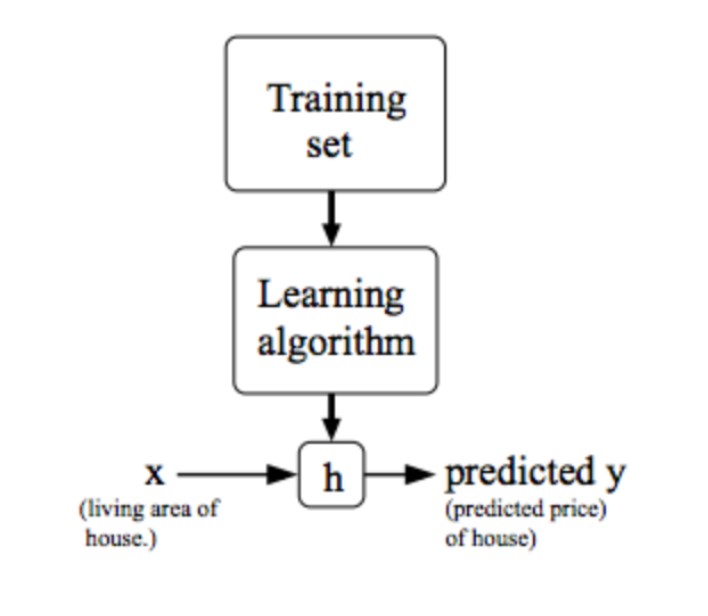 Training
set
Learning
algorithm
x
h
predicted y
(living area of
house.)
(predicted price)
of house)